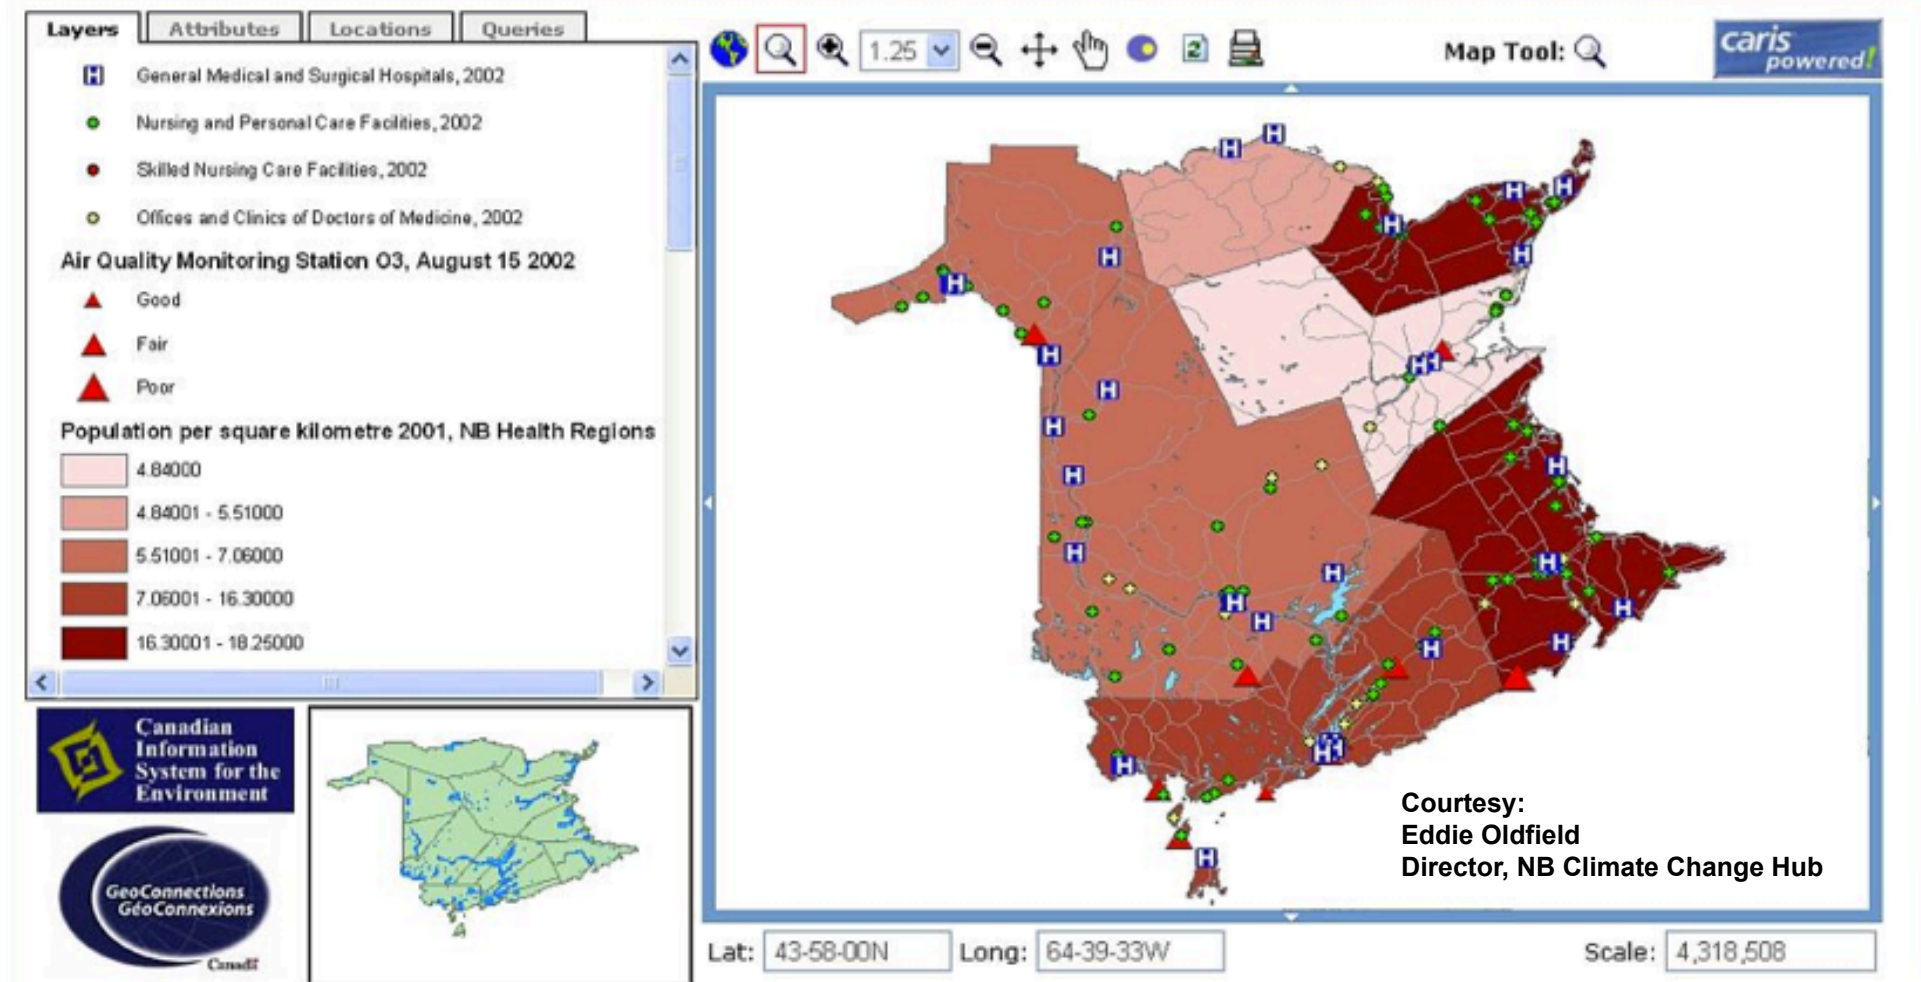 Layers Attributes Locations Queries
General Medical and Surgical Hospitals, 2002
Nursing and Personal Care Facilities, 2002
Skilled Nursing Care Facilities, 2002
Offices and Clinics of Doctors of Medicine, 2002
Air Quality Monitoring Station O3, August 15 2002
Good
Fair
Poor
Population per square kilometre 2001, NB Health Regions
4.84000
4.84001 - 5.51000
5.51001 - 7.06000
7.06001 - 16.30000
16.30001 - 18.25000
Canadian
Information
System for the
Environment
GeoConnections
GéoConnexions
Canada
1.25
Map Tool:
caris
powered!
Courtesy:
Eddie Oldfield
Director, NB Climate Change Hub
Lat: 43-58-00N Long: 64-39-33W Scale: 4,318,508